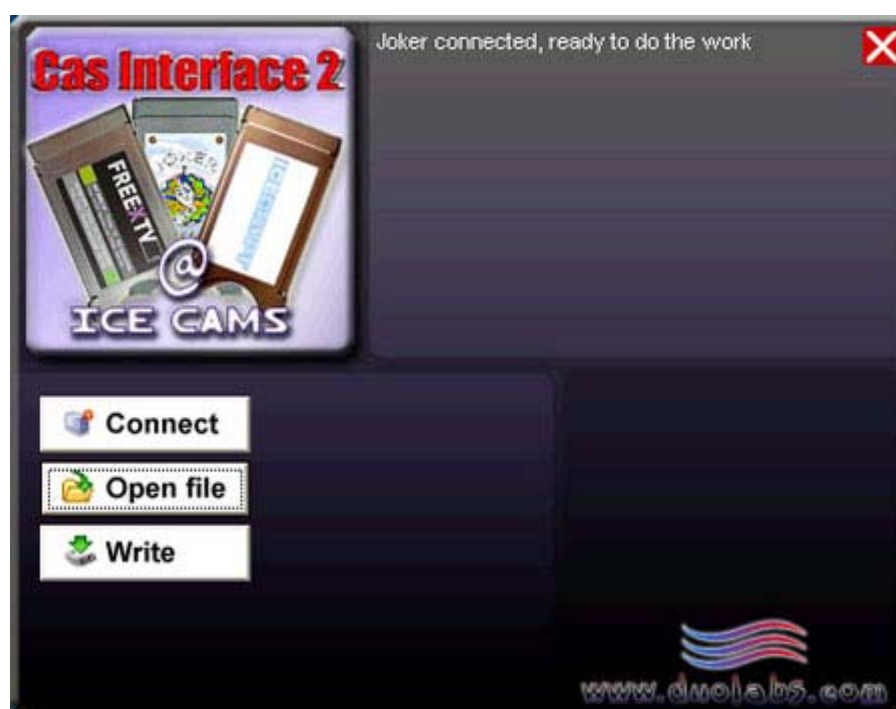 Cas Interface 2
Joker connected, ready to do the work
JOKER
FREEXTV
@
ICE CAMS
Connect
Open file
Write
www.duolabs.com